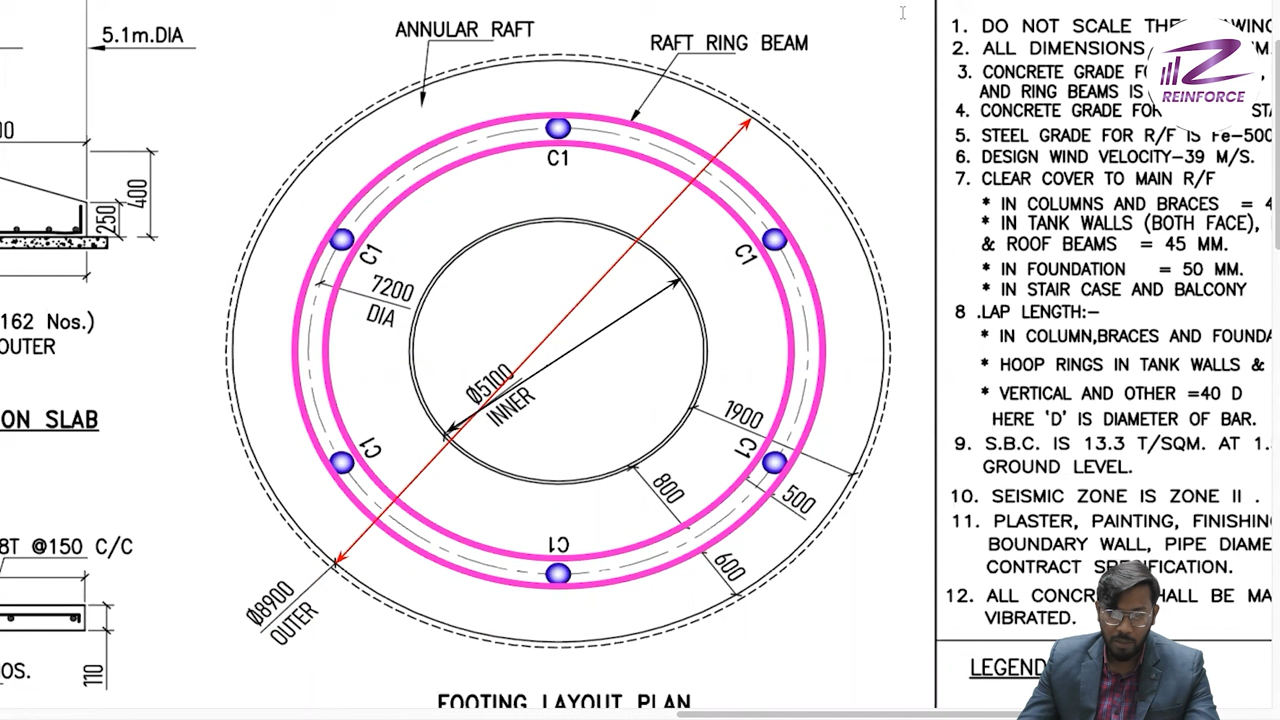 5.1m.DIA
400
250
162 Nos.)
OUTER
ON SLAB
8T @150 C/C
110
OS.
ANNULAR RAFT
RAFT RING BEAM
C1
C1
C1
7200
DIA
Ø5100
INNER
1900
C1
C1
800
500
C1
600
Ø8900
OUTER
FOOTING LAYOUT PLAN
1. DO NOT SCALE THE
2. ALL DIMENSIONS
3. CONCRETE GRADE
AND RING BEAMS IS
4. CONCRETE GRADE FOR
5. STEEL GRADE FOR R/F IS Fe-500
6. DESIGN WIND VELOCITY-39 M/S.
7. CLEAR COVER TO MAIN R/F
* IN COLUMNS AND BRACES = 4
* IN TANK WALLS (BOTH FACE),
& ROOF BEAMS = 45 MM.
* IN FOUNDATION = 50 MM.
* IN STAIR CASE AND BALCONY
8 .LAP LENGTH:-
* IN COLUMN,BRACES AND FOUNDA
* HOOP RINGS IN TANK WALLS &
* VERTICAL AND OTHER =40 D
HERE 'D' IS DIAMETER OF BAR.
9. S.B.C. IS 13.3 T/SQM. AT 1.
GROUND LEVEL.
10. SEISMIC ZONE IS ZONE II .
11. PLASTER, PAINTING, FINISHING
BOUNDARY WALL, PIPE DIAME
CONTRACT SPECIFICATION.
12. ALL CONCR HALL BE MA
VIBRATED.
LEGEND
REINFORCE